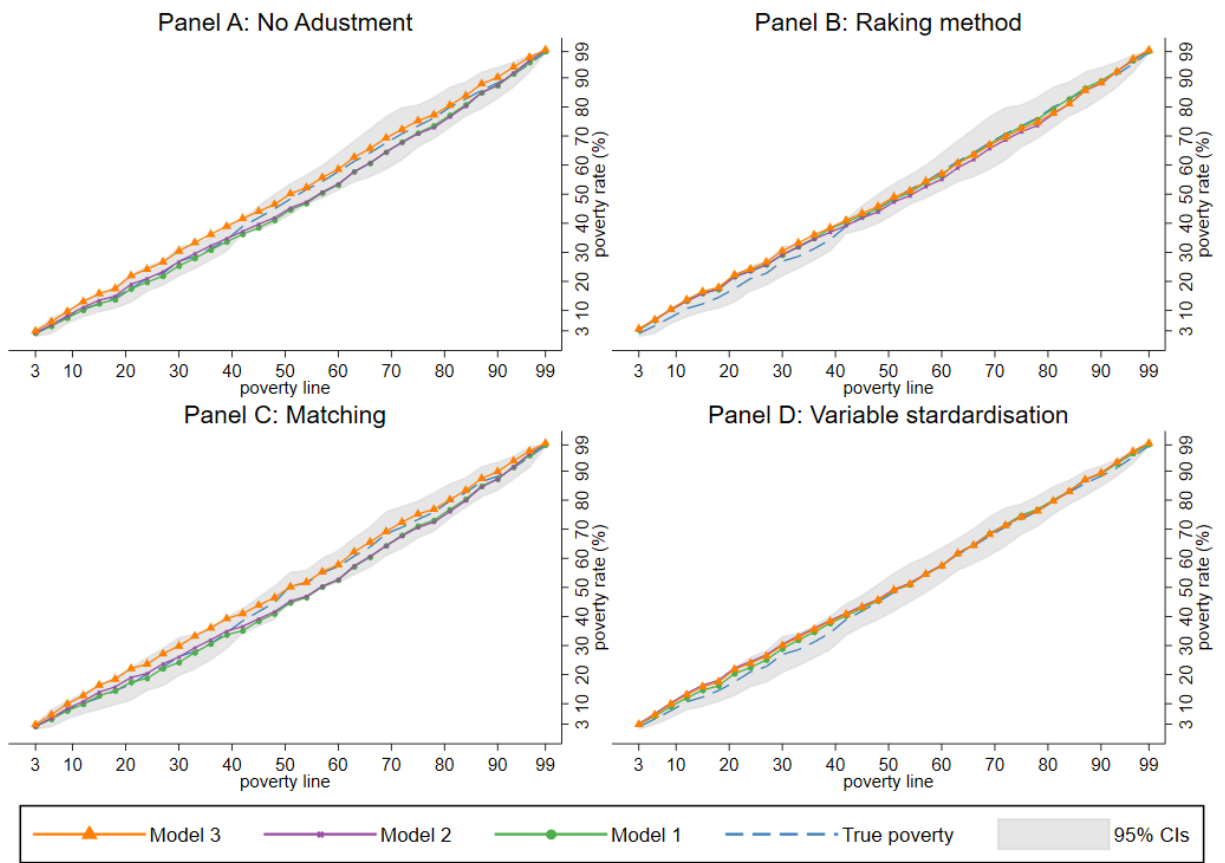 Panel A: No Adustment
Panel B: Raking method
99
90
80
70
60
50
40
30
20
10
3
poverty rate (%)
3 10 20 30 40 50 60 70 80 90 99
poverty line
99
90
80
70
60
50
40
30
20
10
3
poverty rate (%)
3 10 20 30 40 50 60 70 80 90 99
poverty line
Panel C: Matching
Panel D: Variable stardardisation
99
90
80
70
60
50
40
30
20
10
3
poverty rate (%)
3 10 20 30 40 50 60 70 80 90 99
poverty line
99
90
80
70
60
50
40
30
20
10
3
poverty rate (%)
3 10 20 30 40 50 60 70 80 90 99
poverty line
Model 3 Model 2 Model 1 True poverty 95% CIs